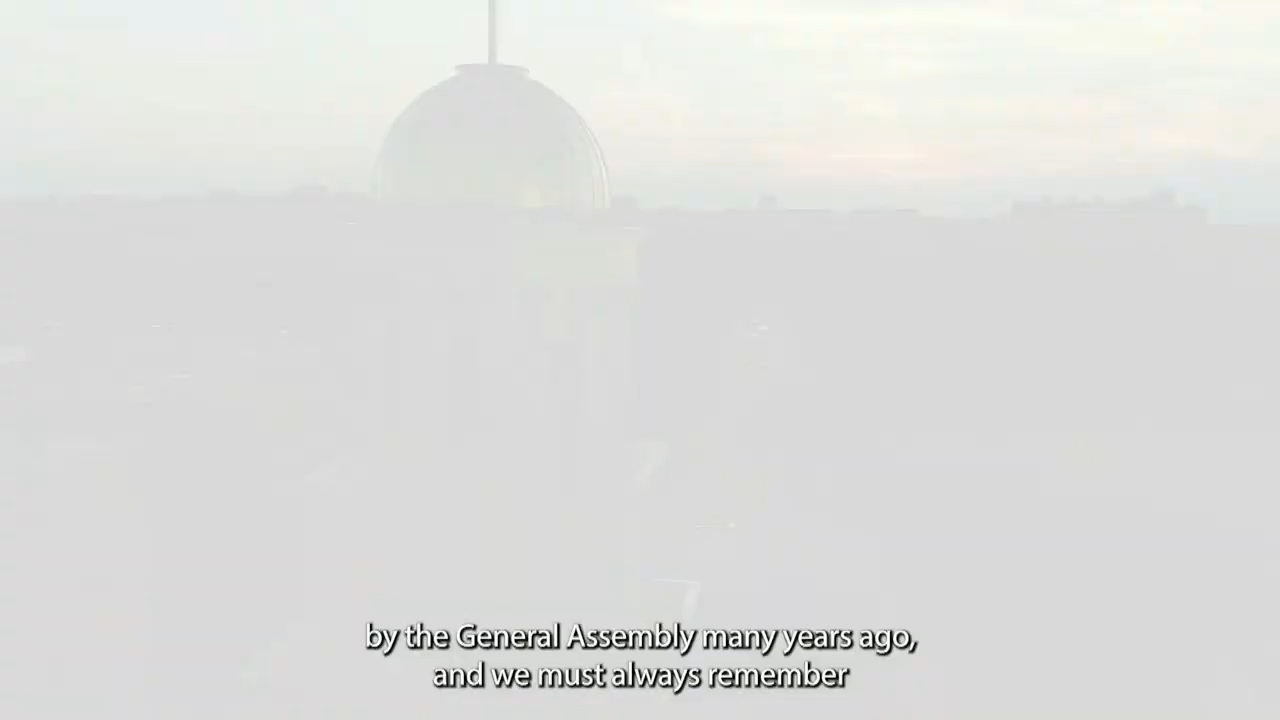 by the General Assembly many years ago,
and we must always remember